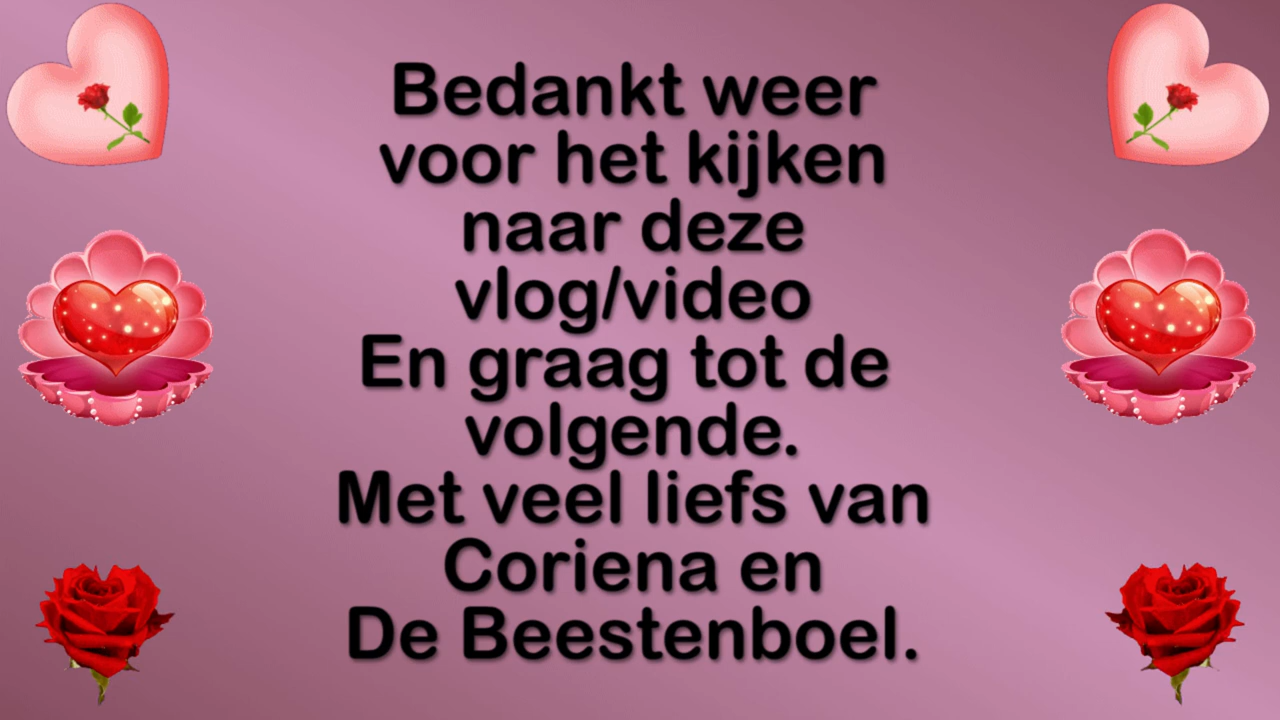 Bedankt weer
voor het kijken
naar deze
vlog/video
En graag tot de
volgende.
Met veel liefs van
Coriena en
De Beestenboel.